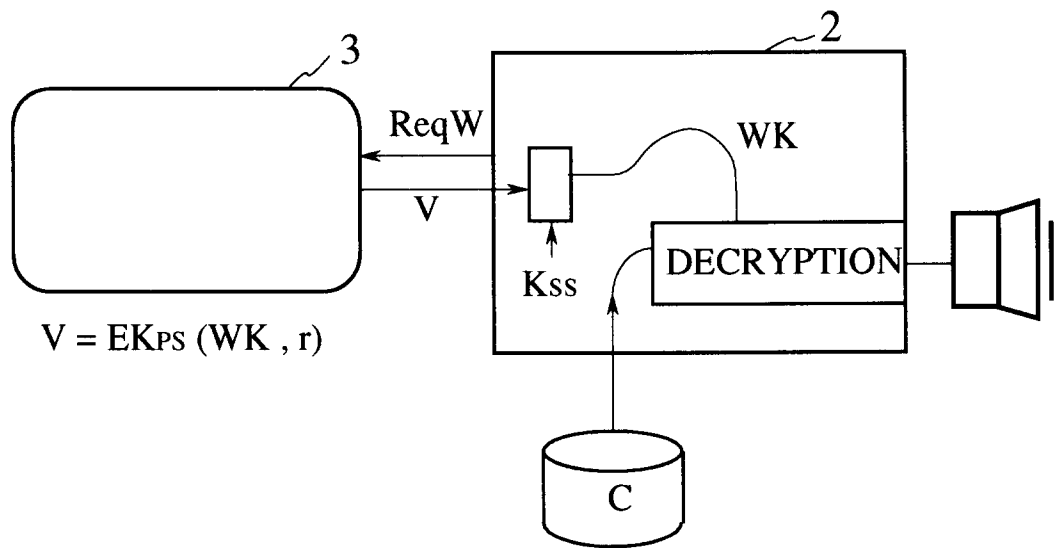 2
3
ReqW
WK
V
DECRYPTION
Kss
V = EKPS (WK , r)
C